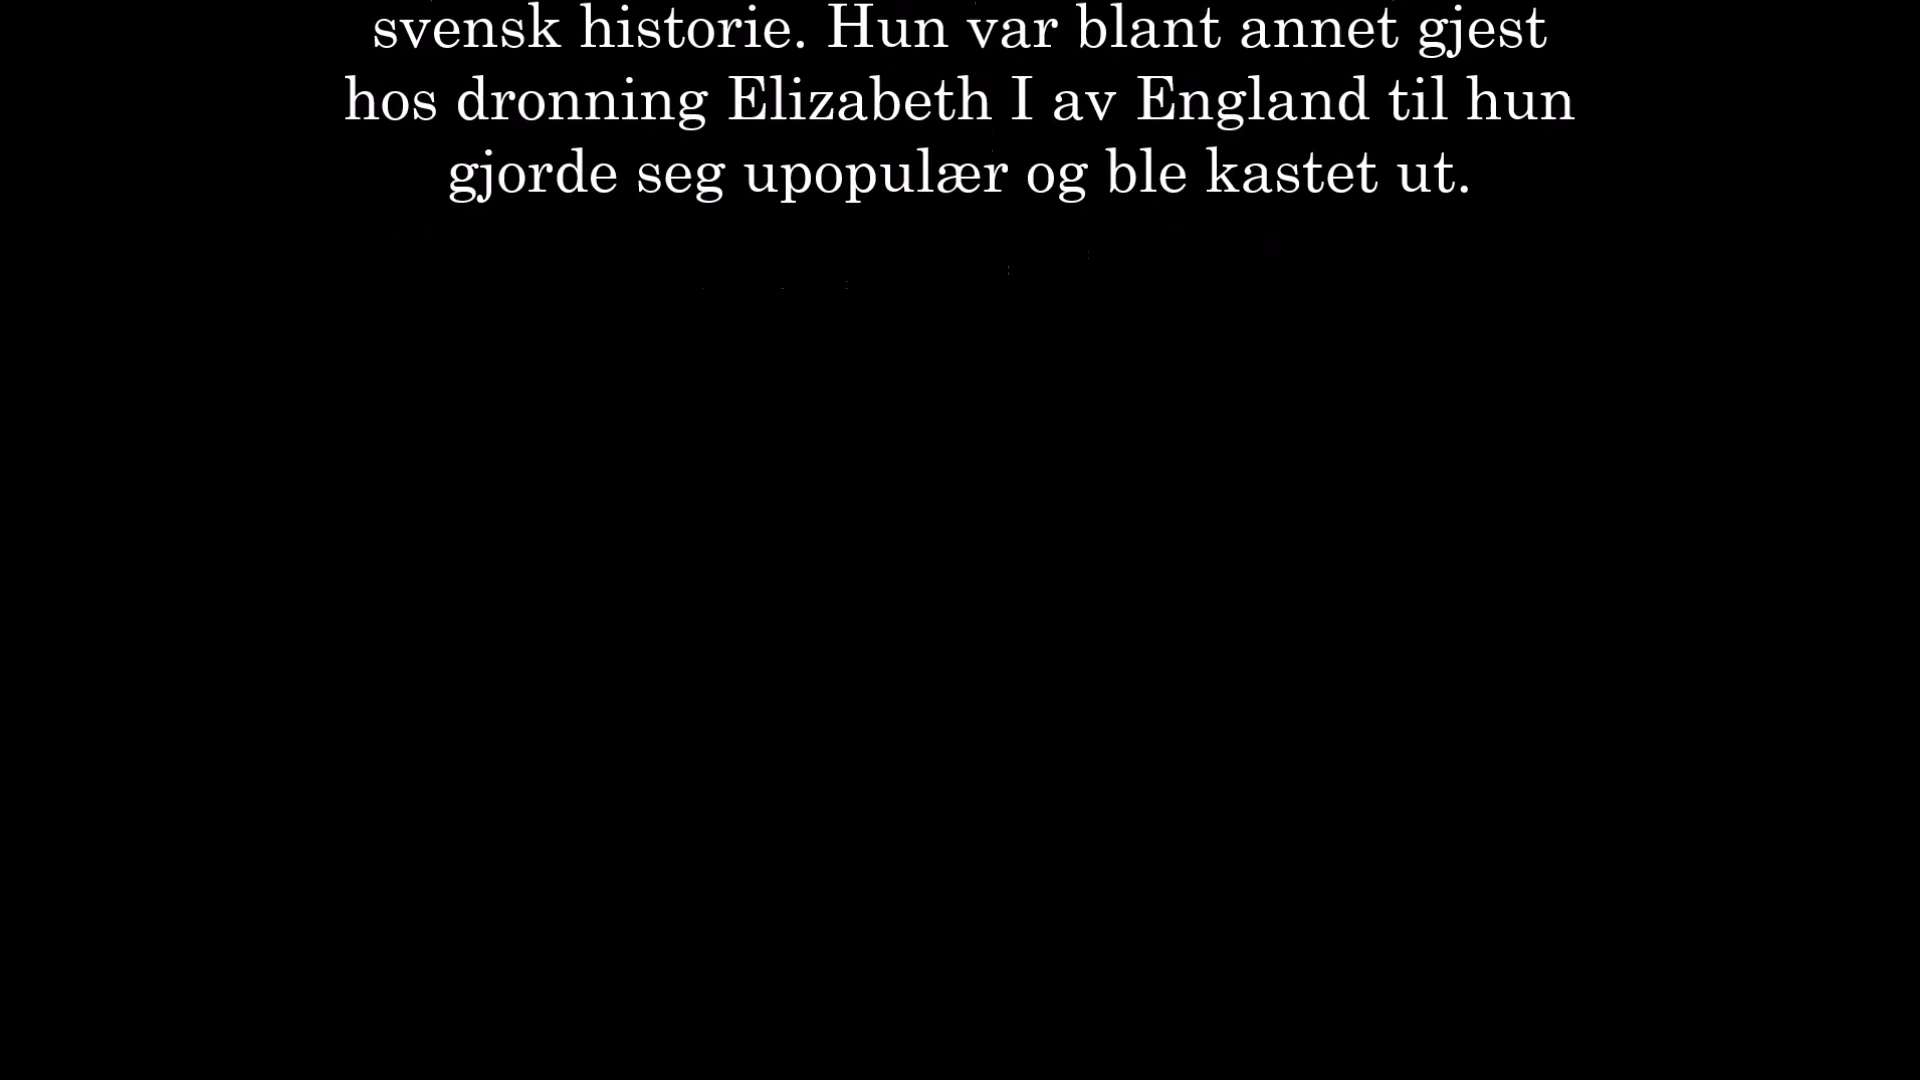 svensk historie. Hun var blant annet gjest
hos dronning Elizabeth I av England til hun
gjorde seg upopulær og ble kastet ut.